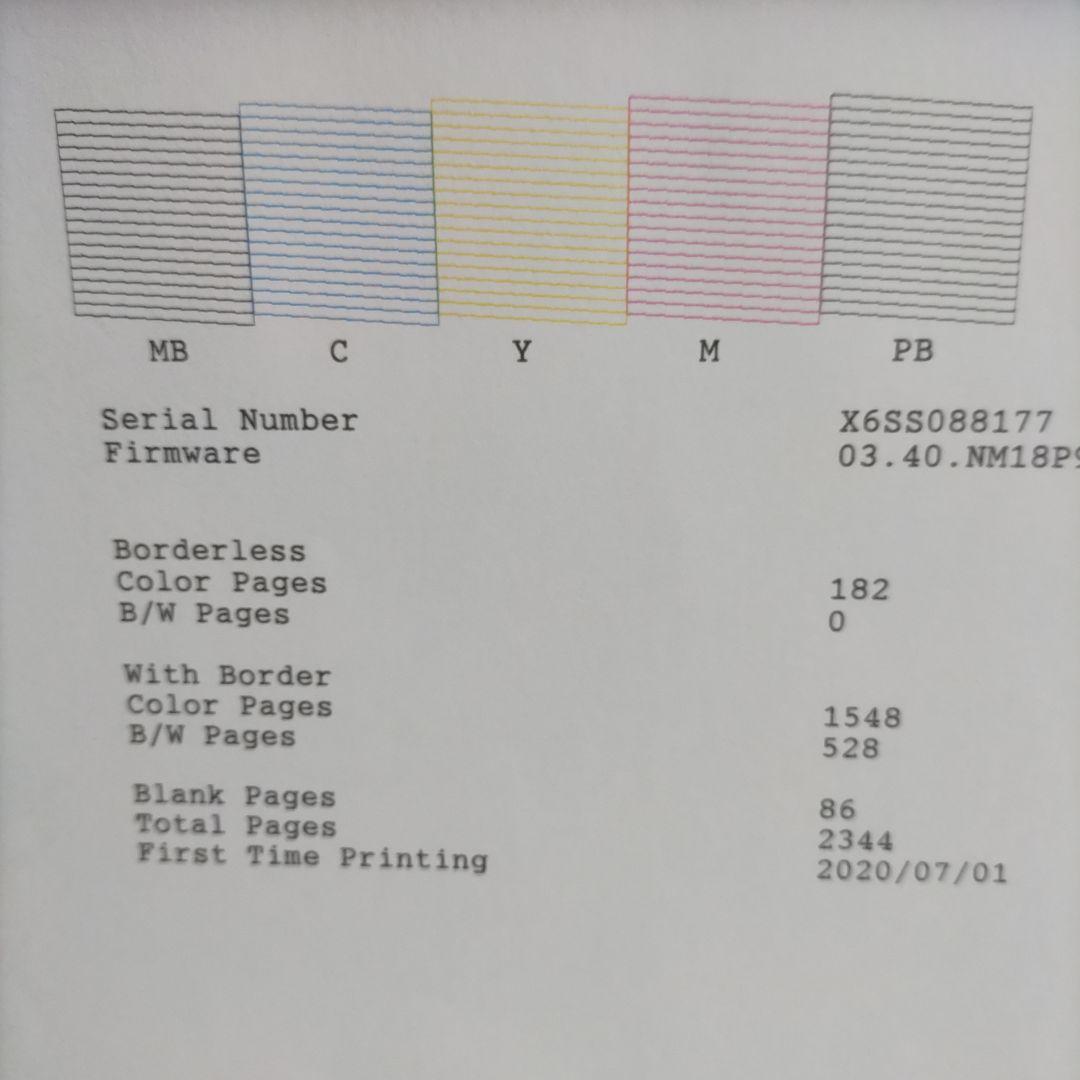 MB C Y M PB
Serial Number X6SS088177
Firmware 03.40.NM18P9
Borderless
Color Pages 182
B/W Pages 0
With Border
Color Pages 1548
B/W Pages 528
Blank Pages 86
Total Pages 2344
First Time Printing 2020/07/01